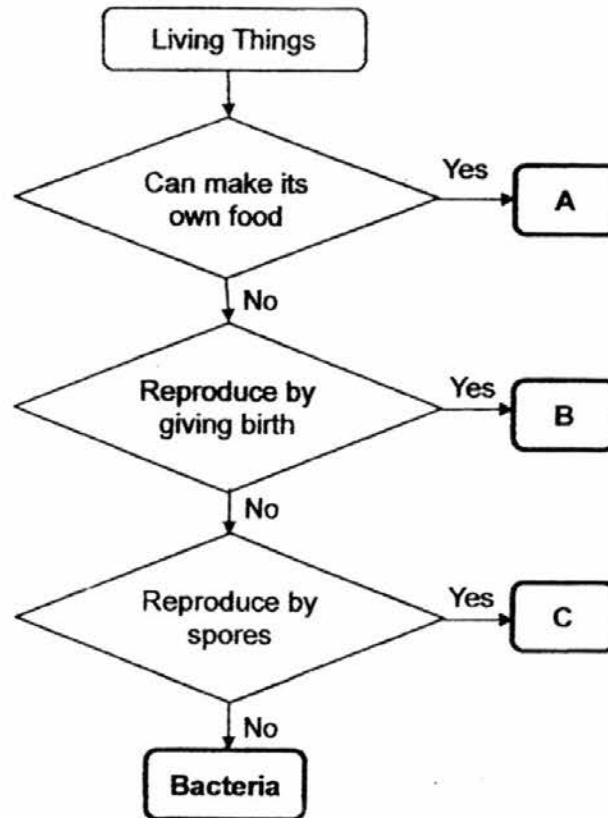 Living Things
Can make its
own food
Yes
A
No
Reproduce by
giving birth
Yes
B
No
Reproduce by
spores
Yes
C
No
Bacteria